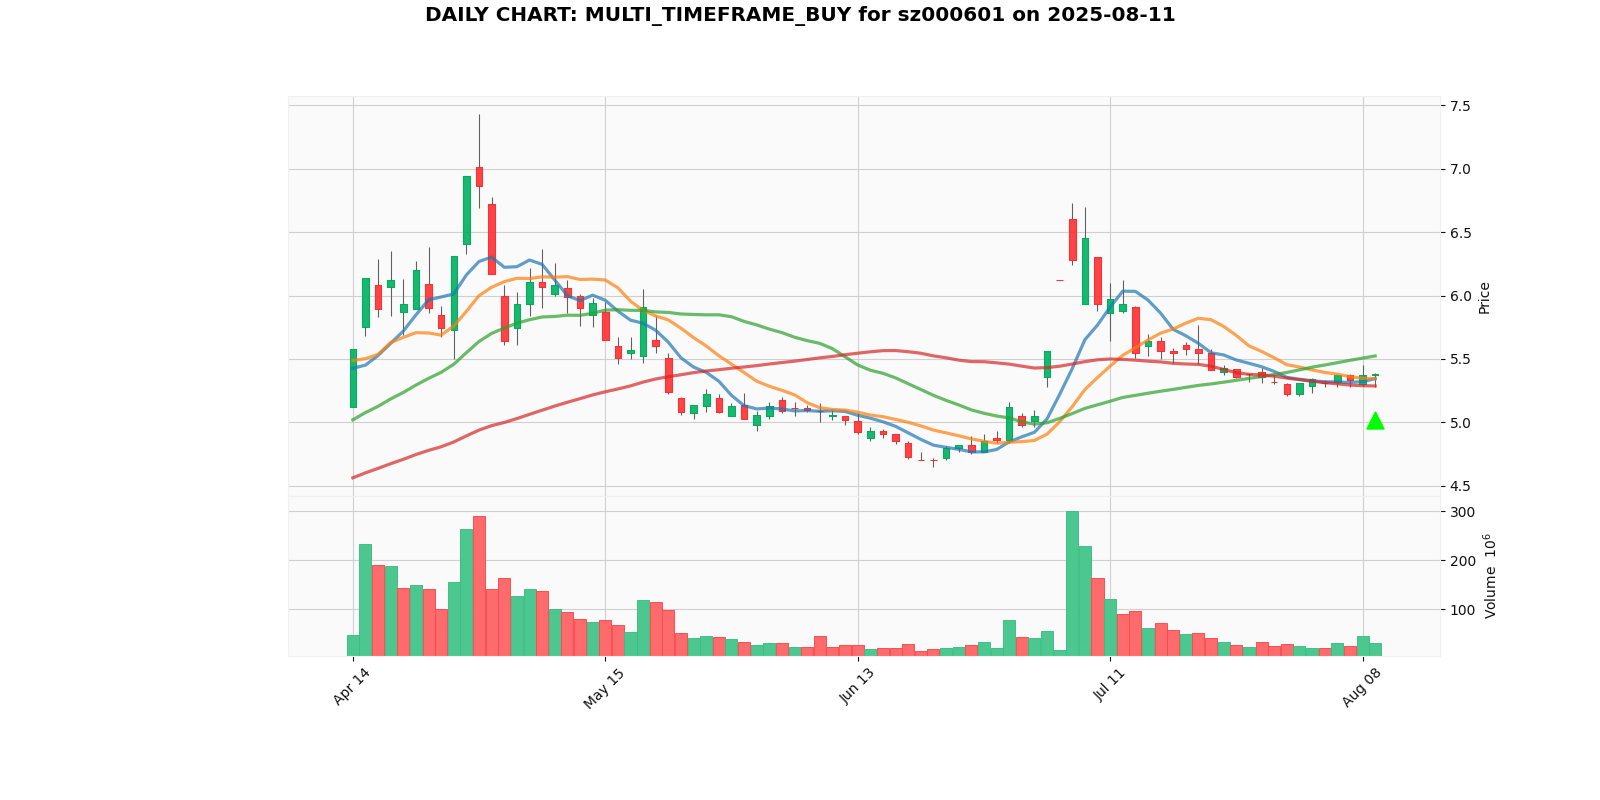 DAILY CHART: MULTI_TIMEFRAME_BUY for sz000601 on 2025-08-11
7.5
7.0
6.5
6.0
5.5
5.0
4.5
Price
300
200
100
Volume 10^6
Apr 14
May 15
Jun 13
Jul 11
Aug 08